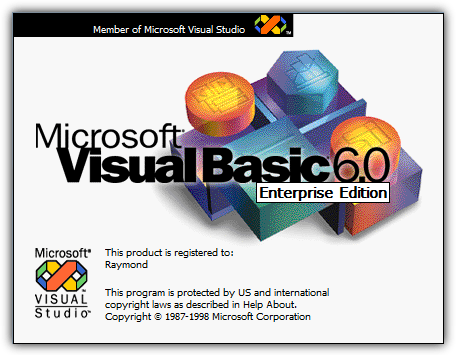 Member of Microsoft Visual Studio
Microsoft
Visual Basic 6.0
Enterprise Edition
Microsoft®
VISUAL
Studio™
This product is registered to:
Raymond
This program is protected by US and international
copyright laws as described in Help About.
Copyright © 1987-1998 Microsoft Corporation